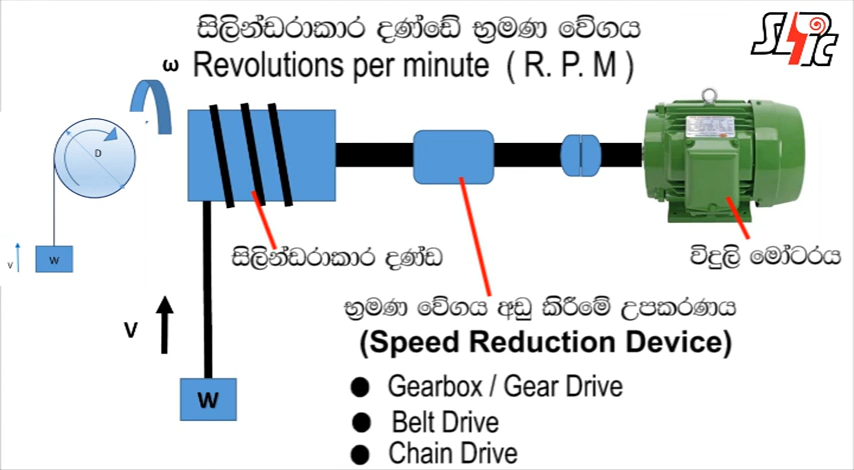 සිලින්ඩරාකාර දණ්ඩේ භ්‍රමණ වේගය
ω Revolutions per minute ( R. P. M )
SLPIC
D
W
V
සිලින්ඩරාකාර දණ්ඩ
විදුලි මෝටරය
භ්‍රමණ වේගය අඩු කිරීමේ උපකරණය
(Speed Reduction Device)
V
W
● Gearbox / Gear Drive
● Belt Drive
● Chain Drive